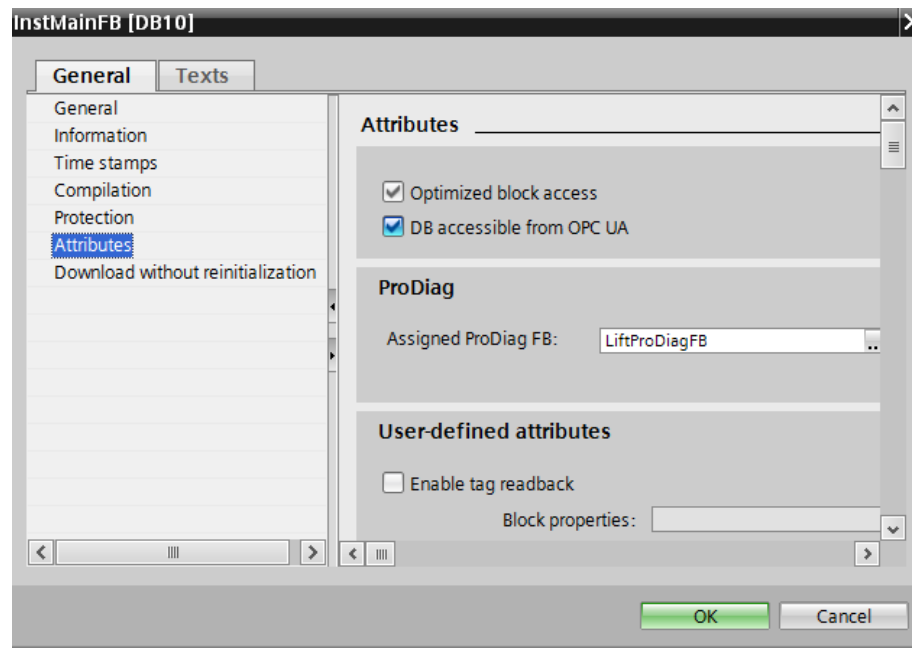 InstMainFB [DB10]
General Texts
General
Information
Time stamps
Compilation
Protection
Attributes
Download without reinitialization
Attributes
Optimized block access
DB accessible from OPC UA
ProDiag
Assigned ProDiag FB: LiftProDiagFB ..
User-defined attributes
Enable tag readback
Block properties:
OK Cancel